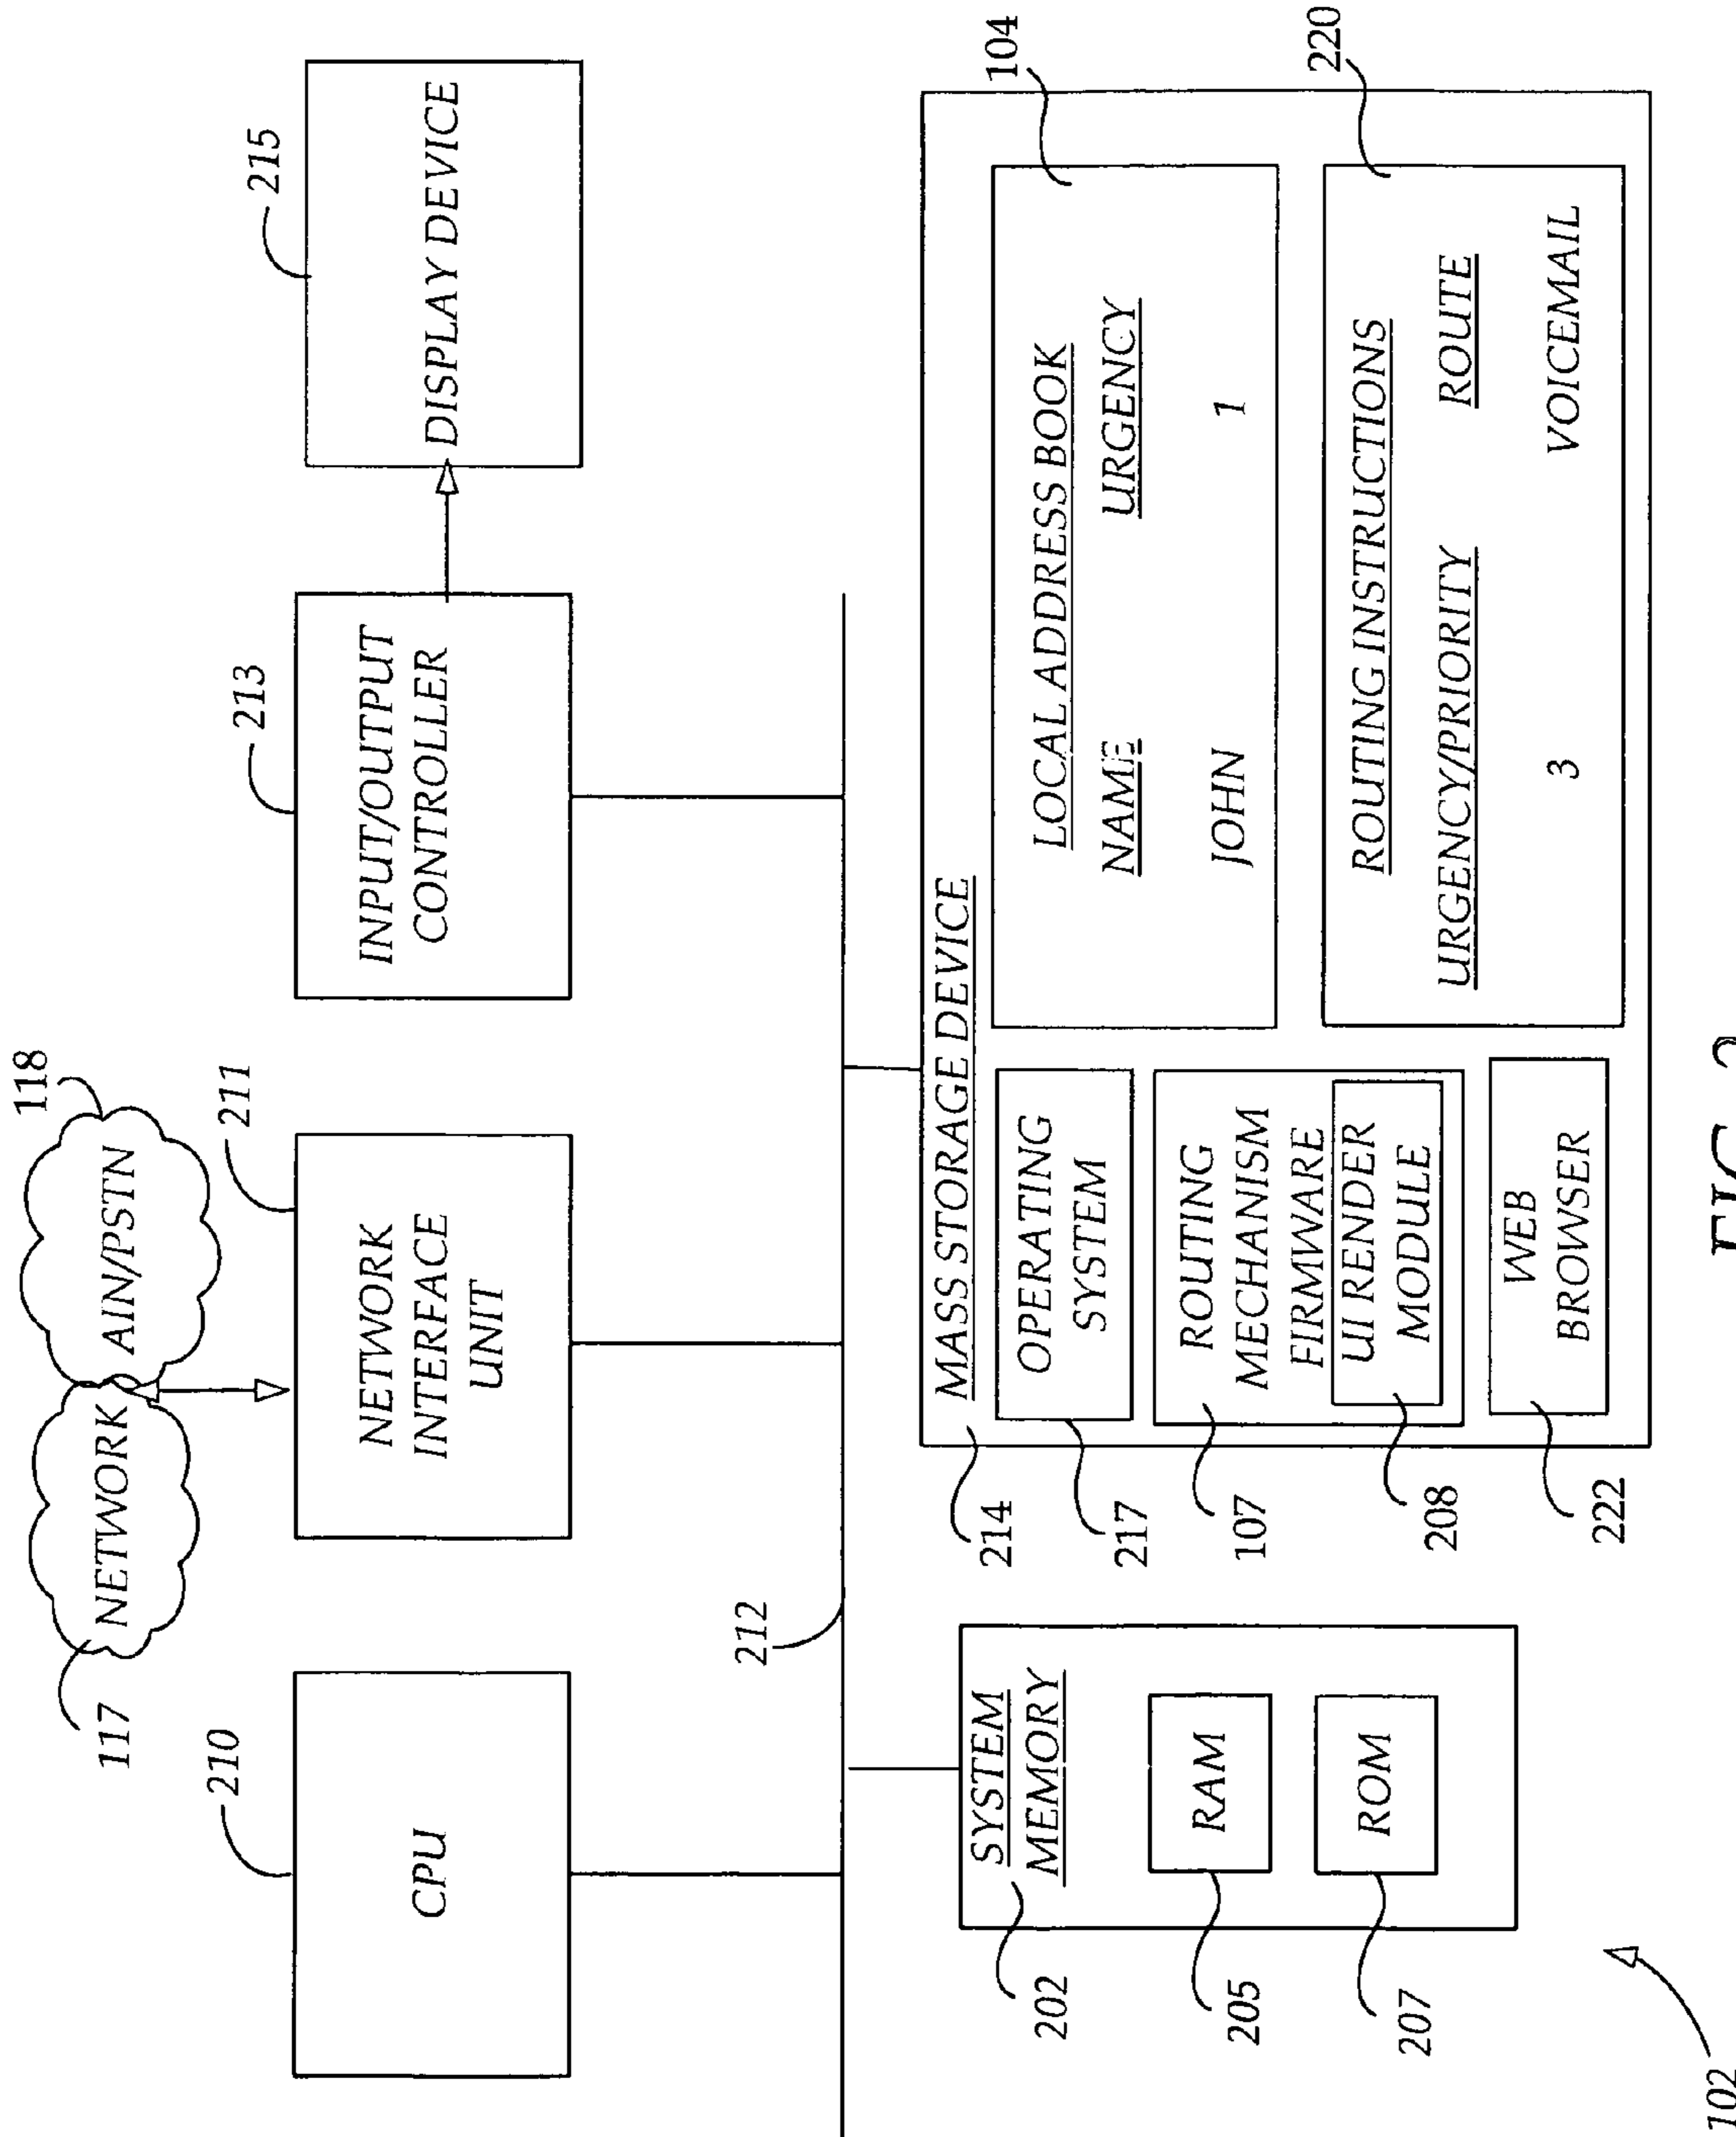 118
117
NETWORK
AIN/PSTN
210
211
213
215
CPU
NETWORK
INTERFACE
UNIT
INPUT/OUTPUT
CONTROLLER
DISPLAY DEVICE
212
202
SYSTEM
MEMORY
205
RAM
207
ROM
102
214
MASS STORAGE DEVICE
217
OPERATING
SYSTEM
107
ROUTING
MECHANISM
FIRMWARE
208
UI RENDER
MODULE
222
WEB
BROWSER
104
LOCAL ADDRESS BOOK
NAME URGENCY
JOHN 1
220
ROUTING INSTRUCTIONS
URGENCY/PRIORITY ROUTE
3 VOICEMAIL